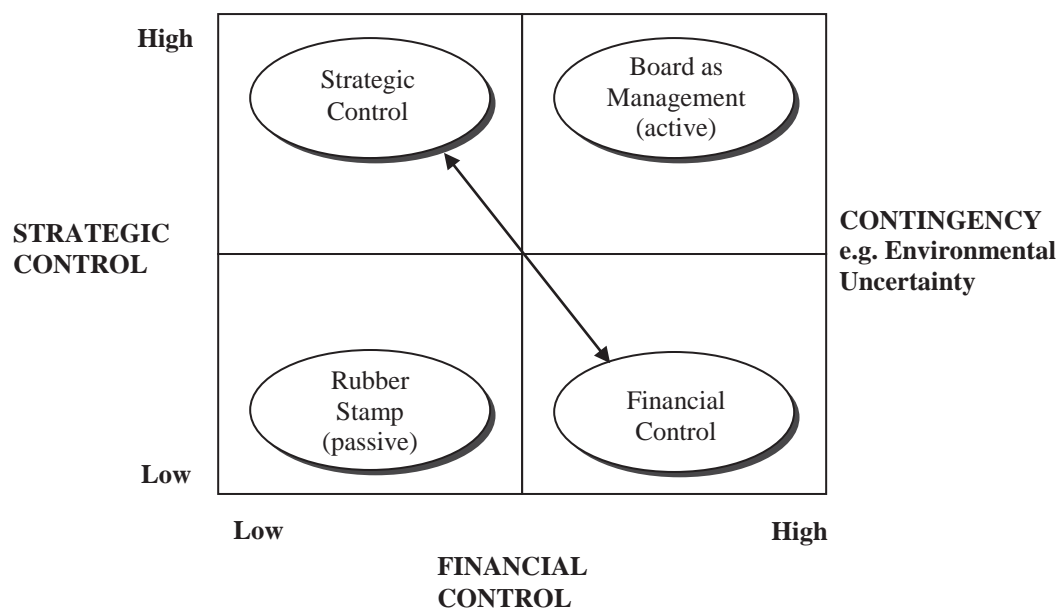 High
Strategic
Control
Board as
Management
(active)
STRATEGIC
CONTROL
CONTINGENCY
e.g. Environmental
Uncertainty
Rubber
Stamp
(passive)
Financial
Control
Low
Low
High
FINANCIAL
CONTROL